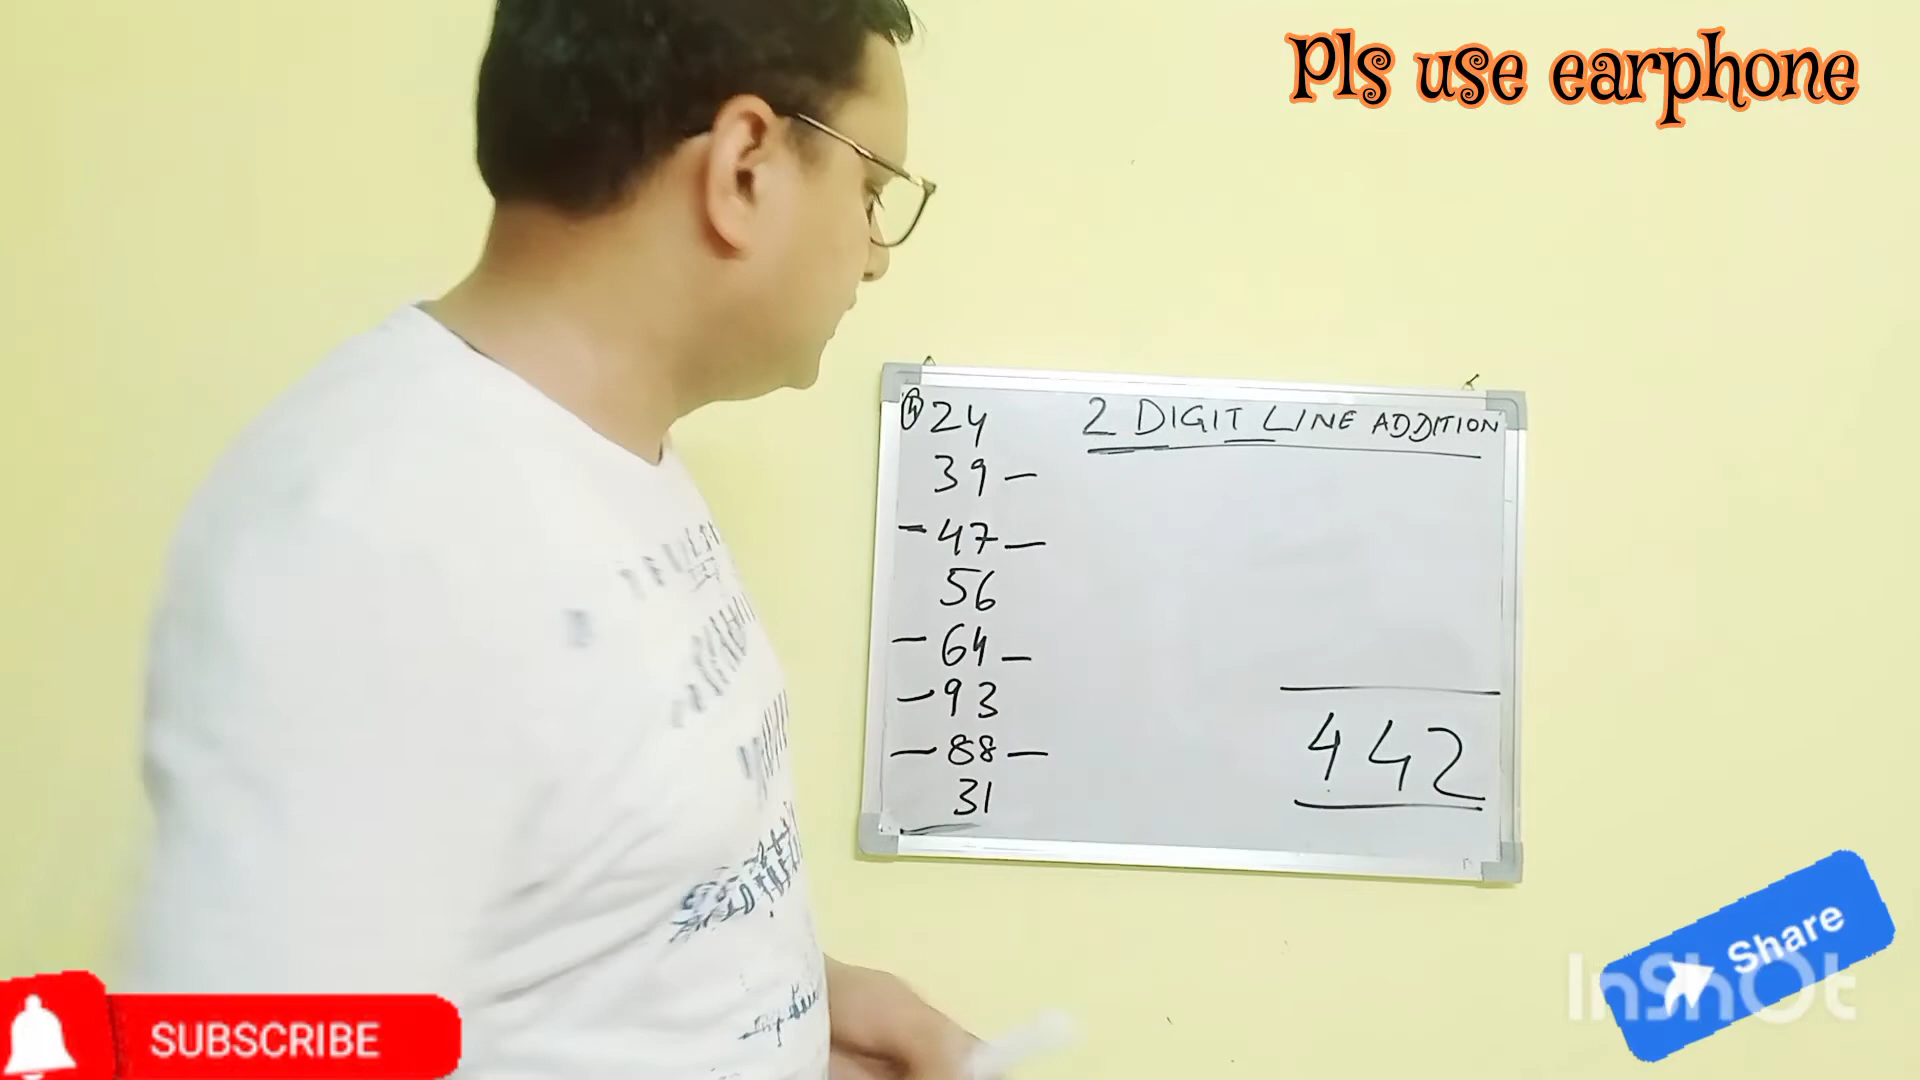 Pls use earphone
④ 24 2 DIGIT LINE ADDITION
39 –
– 47 –
56
– 64 –
– 93
– 88 –
31
442
Share
InShOt
SUBSCRIBE